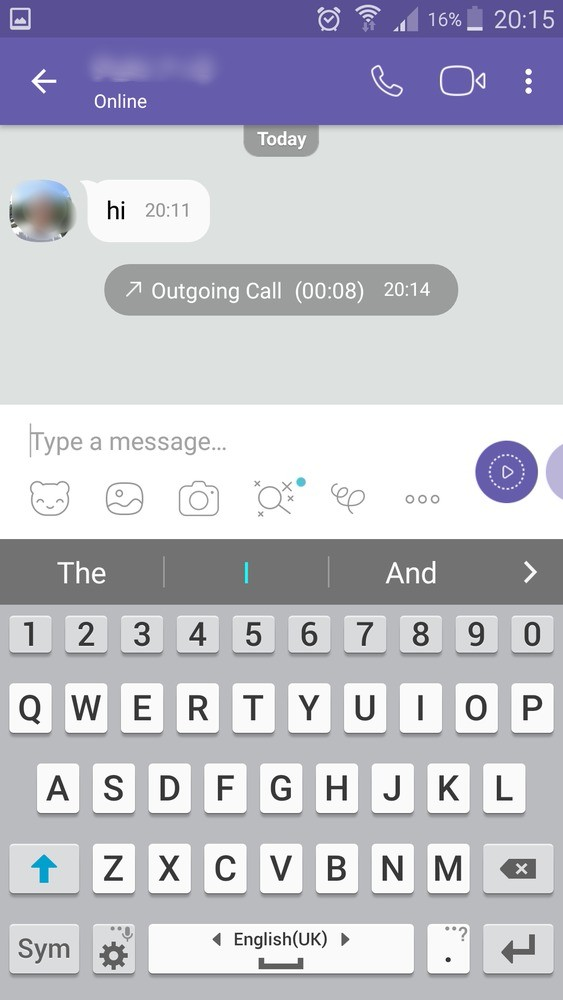 16% 20:15
Online
Today
hi 20:11
Outgoing Call (00:08) 20:14
Type a message...
The I And
1 2 3 4 5 6 7 8 9 0
Q W E R T Y U I O P
A S D F G H J K L
Z X C V B N M
Sym English(UK) . ...?